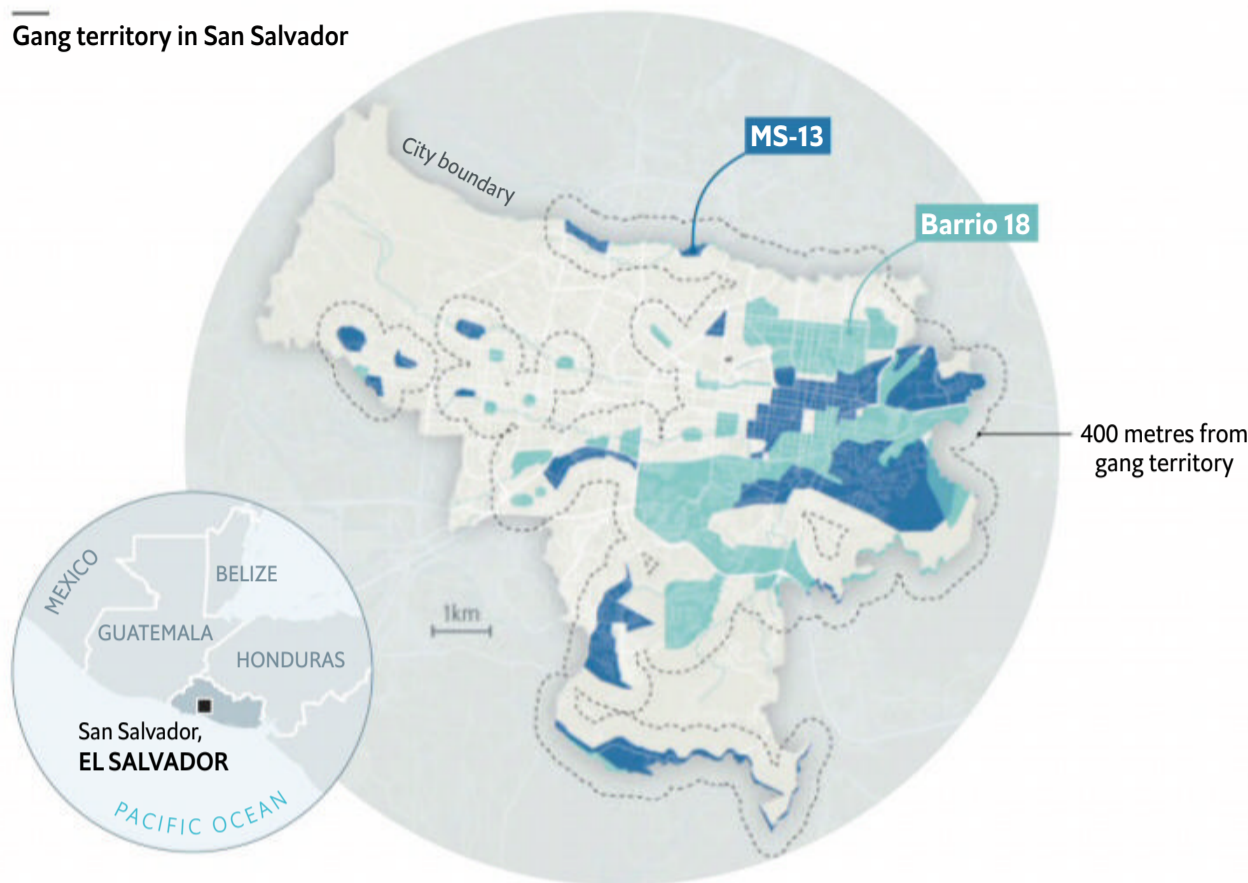 Gang territory in San Salvador
City boundary
MS-13
Barrio 18
400 metres from
gang territory
1km
MEXICO
BELIZE
GUATEMALA
HONDURAS
San Salvador,
EL SALVADOR
PACIFIC OCEAN